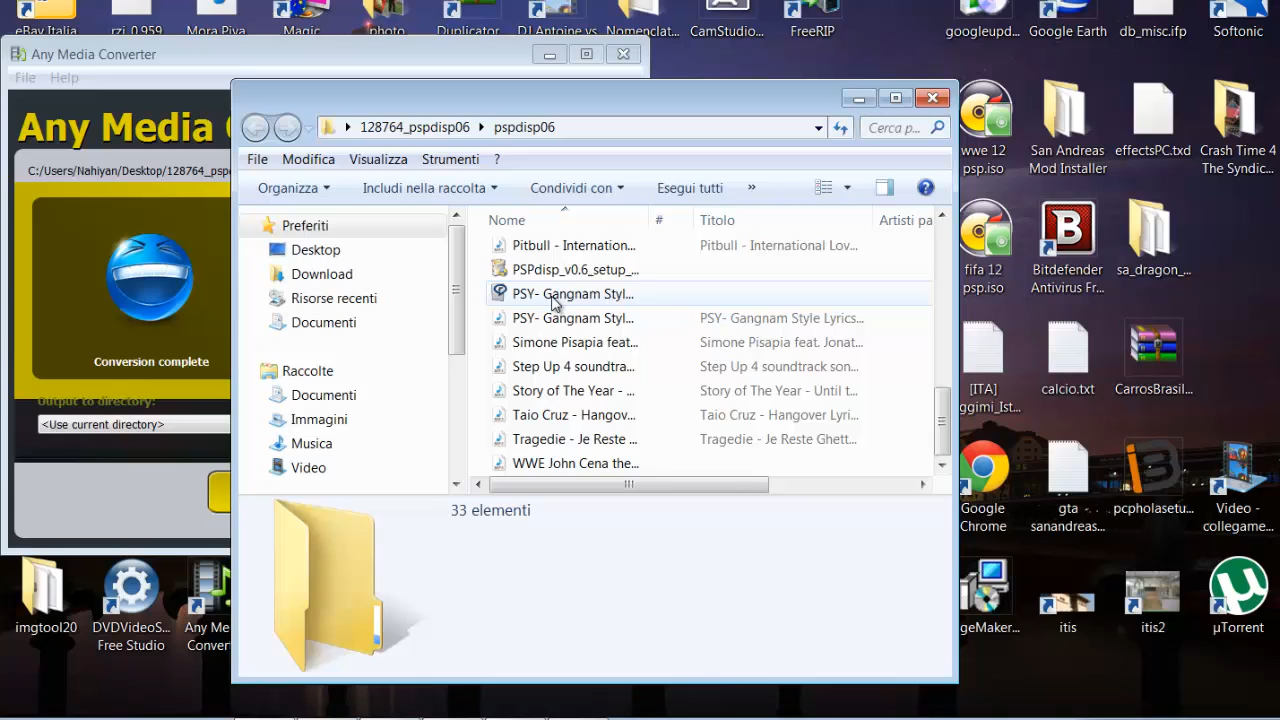 eBay Italia
rzj_0.959
Mora Piva
Magic
photo
Duplicator
DJ Antoine vs
Nomenclat...
CamStudio...
FreeRIP
googleupd...
Google Earth
db_misc.ifp
Softonic
Any Media Converter
File Help
Any Media
C:/Users/Nahiyan/Desktop/128764_pspd
Conversion complete
Output to directory:
<Use current directory>
128764_pspdisp06
pspdisp06
Cerca p...
File Modifica Visualizza Strumenti ?
Organizza
Includi nella raccolta
Condividi con
Esegui tutti
»
Preferiti
Desktop
Download
Risorse recenti
Documenti
Raccolte
Documenti
Immagini
Musica
Video
Nome # Titolo Artisti pa
Pitbull - Internation... Pitbull - International Lov...
PSPdisp_v0.6_setup_...
PSY- Gangnam Styl...
PSY- Gangnam Styl... PSY- Gangnam Style Lyrics...
Simone Pisapia feat... Simone Pisapia feat. Jonat...
Step Up 4 soundtra... Step Up 4 soundtrack son...
Story of The Year - ... Story of The Year - Until t...
Taio Cruz - Hangov... Taio Cruz - Hangover Lyri...
Tragedie - Je Reste ... Tragedie - Je Reste Ghett...
WWE John Cena the...
33 elementi
wwe 12 psp.iso
San Andreas Mod Installer
effectsPC.txd
Crash Time 4 The Syndic...
fifa 12 psp.iso
Bitdefender Antivirus Fr...
sa_dragon_...
[ITA]
ggimi_Ist...
calcio.txt
CarrosBrasil...
Google Chrome
gta - sanandreas...
pcpholasetu...
Video - collegame...
imgtool20
DVDVideoS... Free Studio
Any Me
Conver
geMaker...
itis
itis2
µTorrent